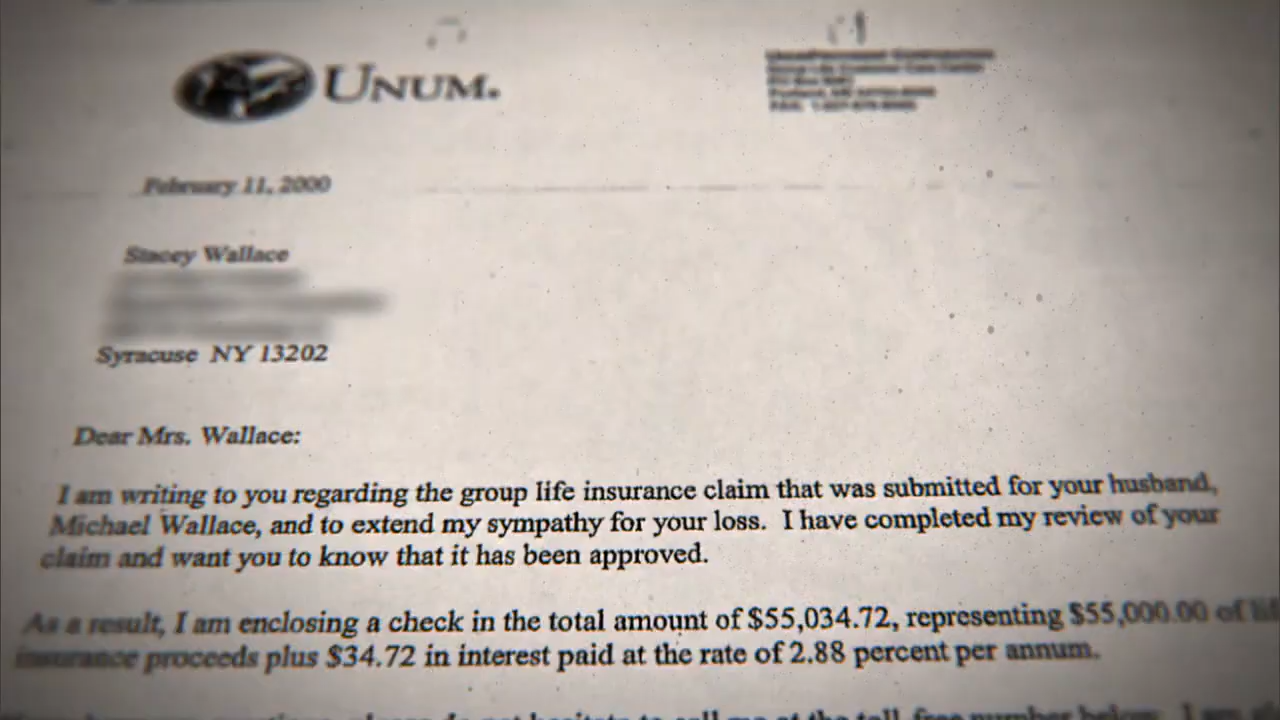 UNUM.
February 11, 2000
Stacey Wallace
Syracuse NY 13202
Dear Mrs. Wallace:
I am writing to you regarding the group life insurance claim that was submitted for your husband,
Michael Wallace, and to extend my sympathy for your loss. I have completed my review of your
claim and want you to know that it has been approved.
As a result, I am enclosing a check in the total amount of $55,034.72, representing $55,000.00 of
insurance proceeds plus $34.72 in interest paid at the rate of 2.88 percent per annum.